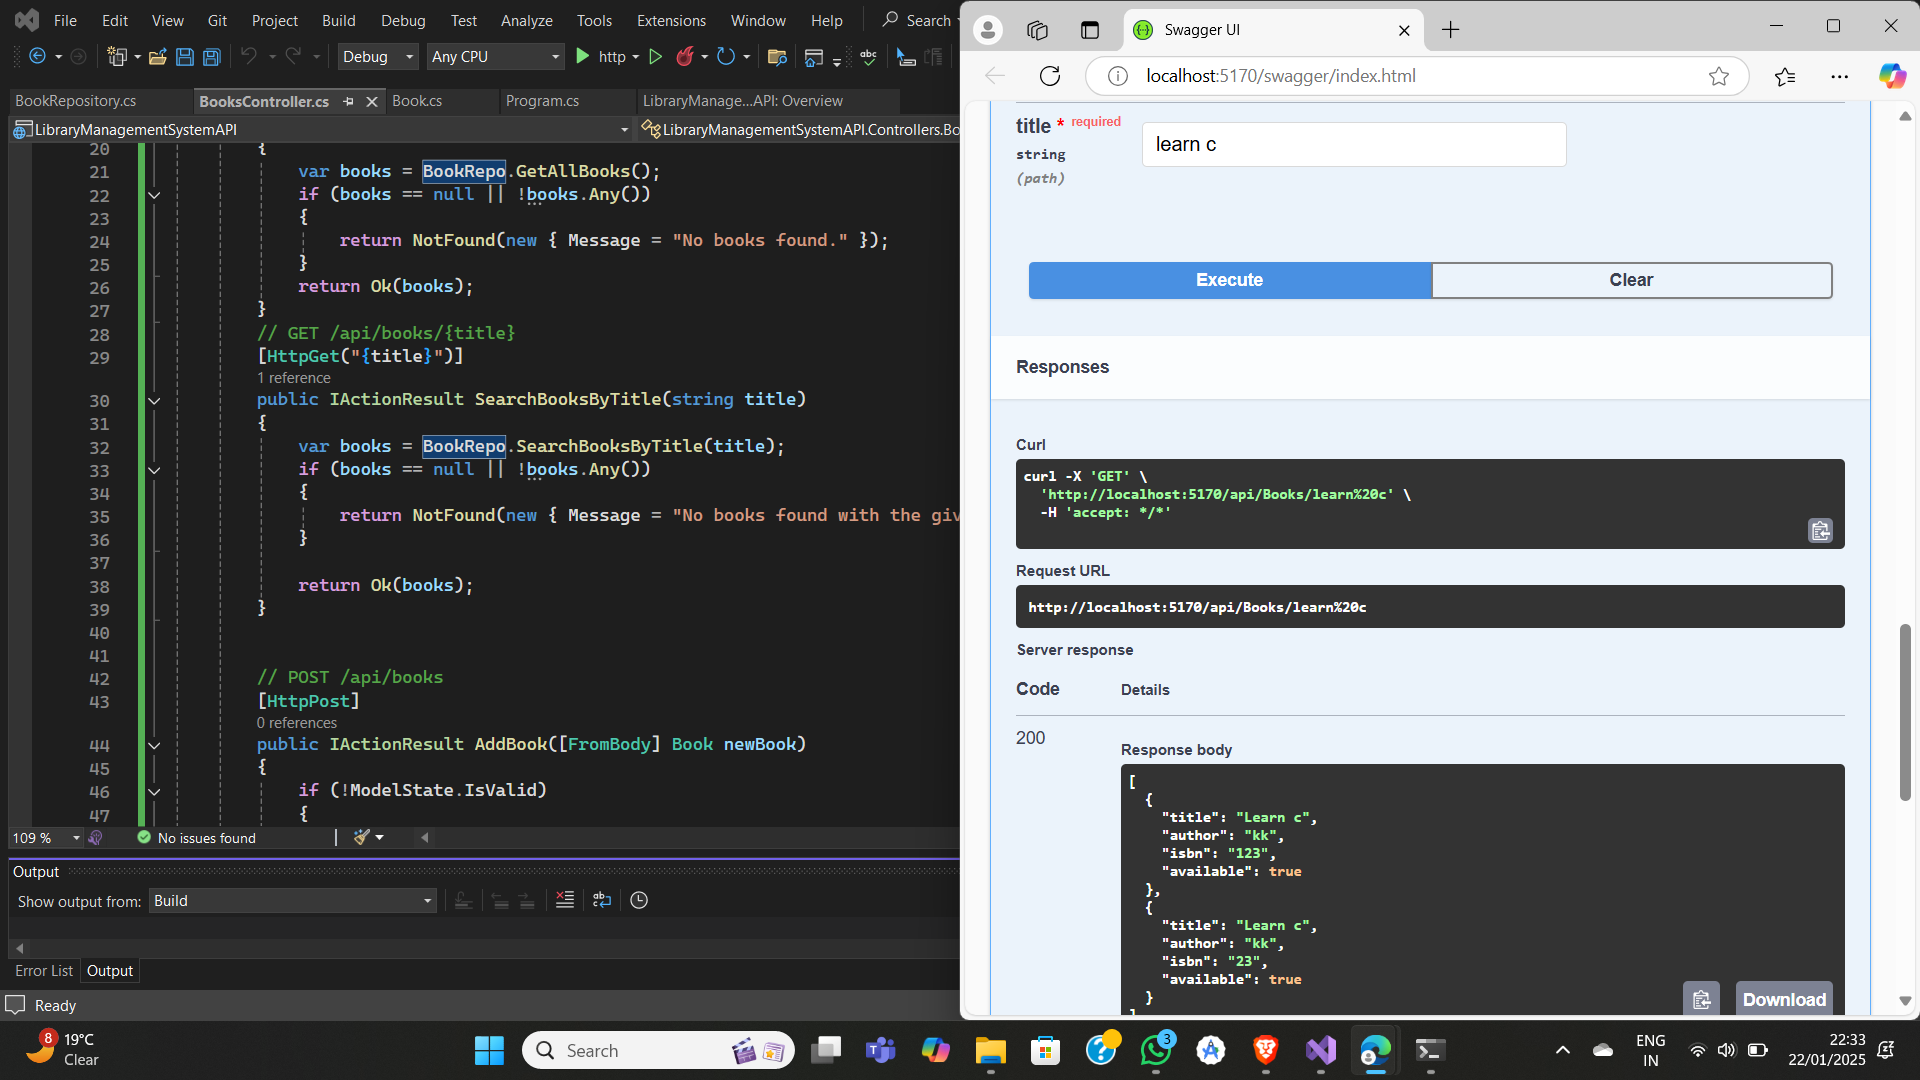 File Edit View Git Project Build Debug Test Analyze Tools Extensions Window Help Search
Debug Any CPU http
BookRepository.cs BooksController.cs Book.cs Program.cs LibraryManage...API: Overview
LibraryManagementSystemAPI LibraryManagementSystemAPI.Controllers.Bo
20 {
21 var books = BookRepo.GetAllBooks();
22 if (books == null || !books.Any())
23 {
24 return NotFound(new { Message = "No books found." });
25 }
26 return Ok(books);
27 }
28 // GET /api/books/{title}
29 [HttpGet("{title}")]
1 reference
30 public IActionResult SearchBooksByTitle(string title)
31 {
32 var books = BookRepo.SearchBooksByTitle(title);
33 if (books == null || !books.Any())
34 {
35 return NotFound(new { Message = "No books found with the giv
36 }
37
38 return Ok(books);
39 }
40
41
42 // POST /api/books
43 [HttpPost]
0 references
44 public IActionResult AddBook([FromBody] Book newBook)
45 {
46 if (!ModelState.IsValid)
47 {
109 % No issues found
Output
Show output from: Build
Error List Output
Ready
Swagger UI
localhost:5170/swagger/index.html
title * required
string
(path)
learn c
Execute Clear
Responses
Curl
curl -X 'GET' \
'http://localhost:5170/api/Books/learn%20c' \
-H 'accept: */*'
Request URL
http://localhost:5170/api/Books/learn%20c
Server response
Code Details
200
Response body
[
{
"title": "Learn c",
"author": "kk",
"isbn": "123",
"available": true
},
{
"title": "Learn c",
"author": "kk",
"isbn": "23",
"available": true
}
]
Download
8 19°C
Clear
Search
3
ENG
IN
22:33
22/01/2025